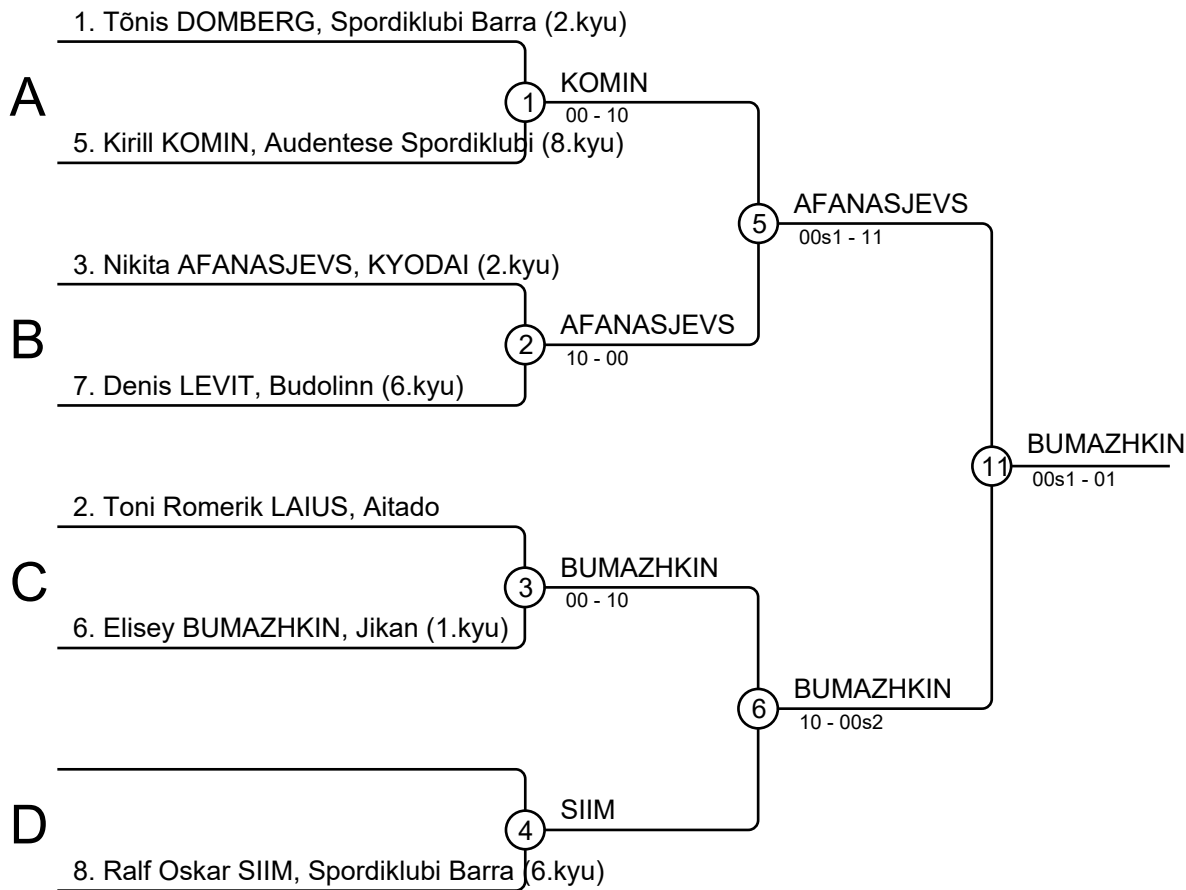 1. Tõnis DOMBERG, Spordiklubi Barra (2.kyu)
A
1
KOMIN
00 - 10
5. Kirill KOMIN, Audentese Spordiklubi (8.kyu)
5
AFANASJEVS
00s1 - 11
3. Nikita AFANASJEVS, KYODAI (2.kyu)
B
2
AFANASJEVS
10 - 00
7. Denis LEVIT, Budolinn (6.kyu)
11
BUMAZHKIN
00s1 - 01
2. Toni Romerik LAIUS, Aitado
C
3
BUMAZHKIN
00 - 10
6. Elisey BUMAZHKIN, Jikan (1.kyu)
6
BUMAZHKIN
10 - 00s2
D
4
SIIM
8. Ralf Oskar SIIM, Spordiklubi Barra (6.kyu)